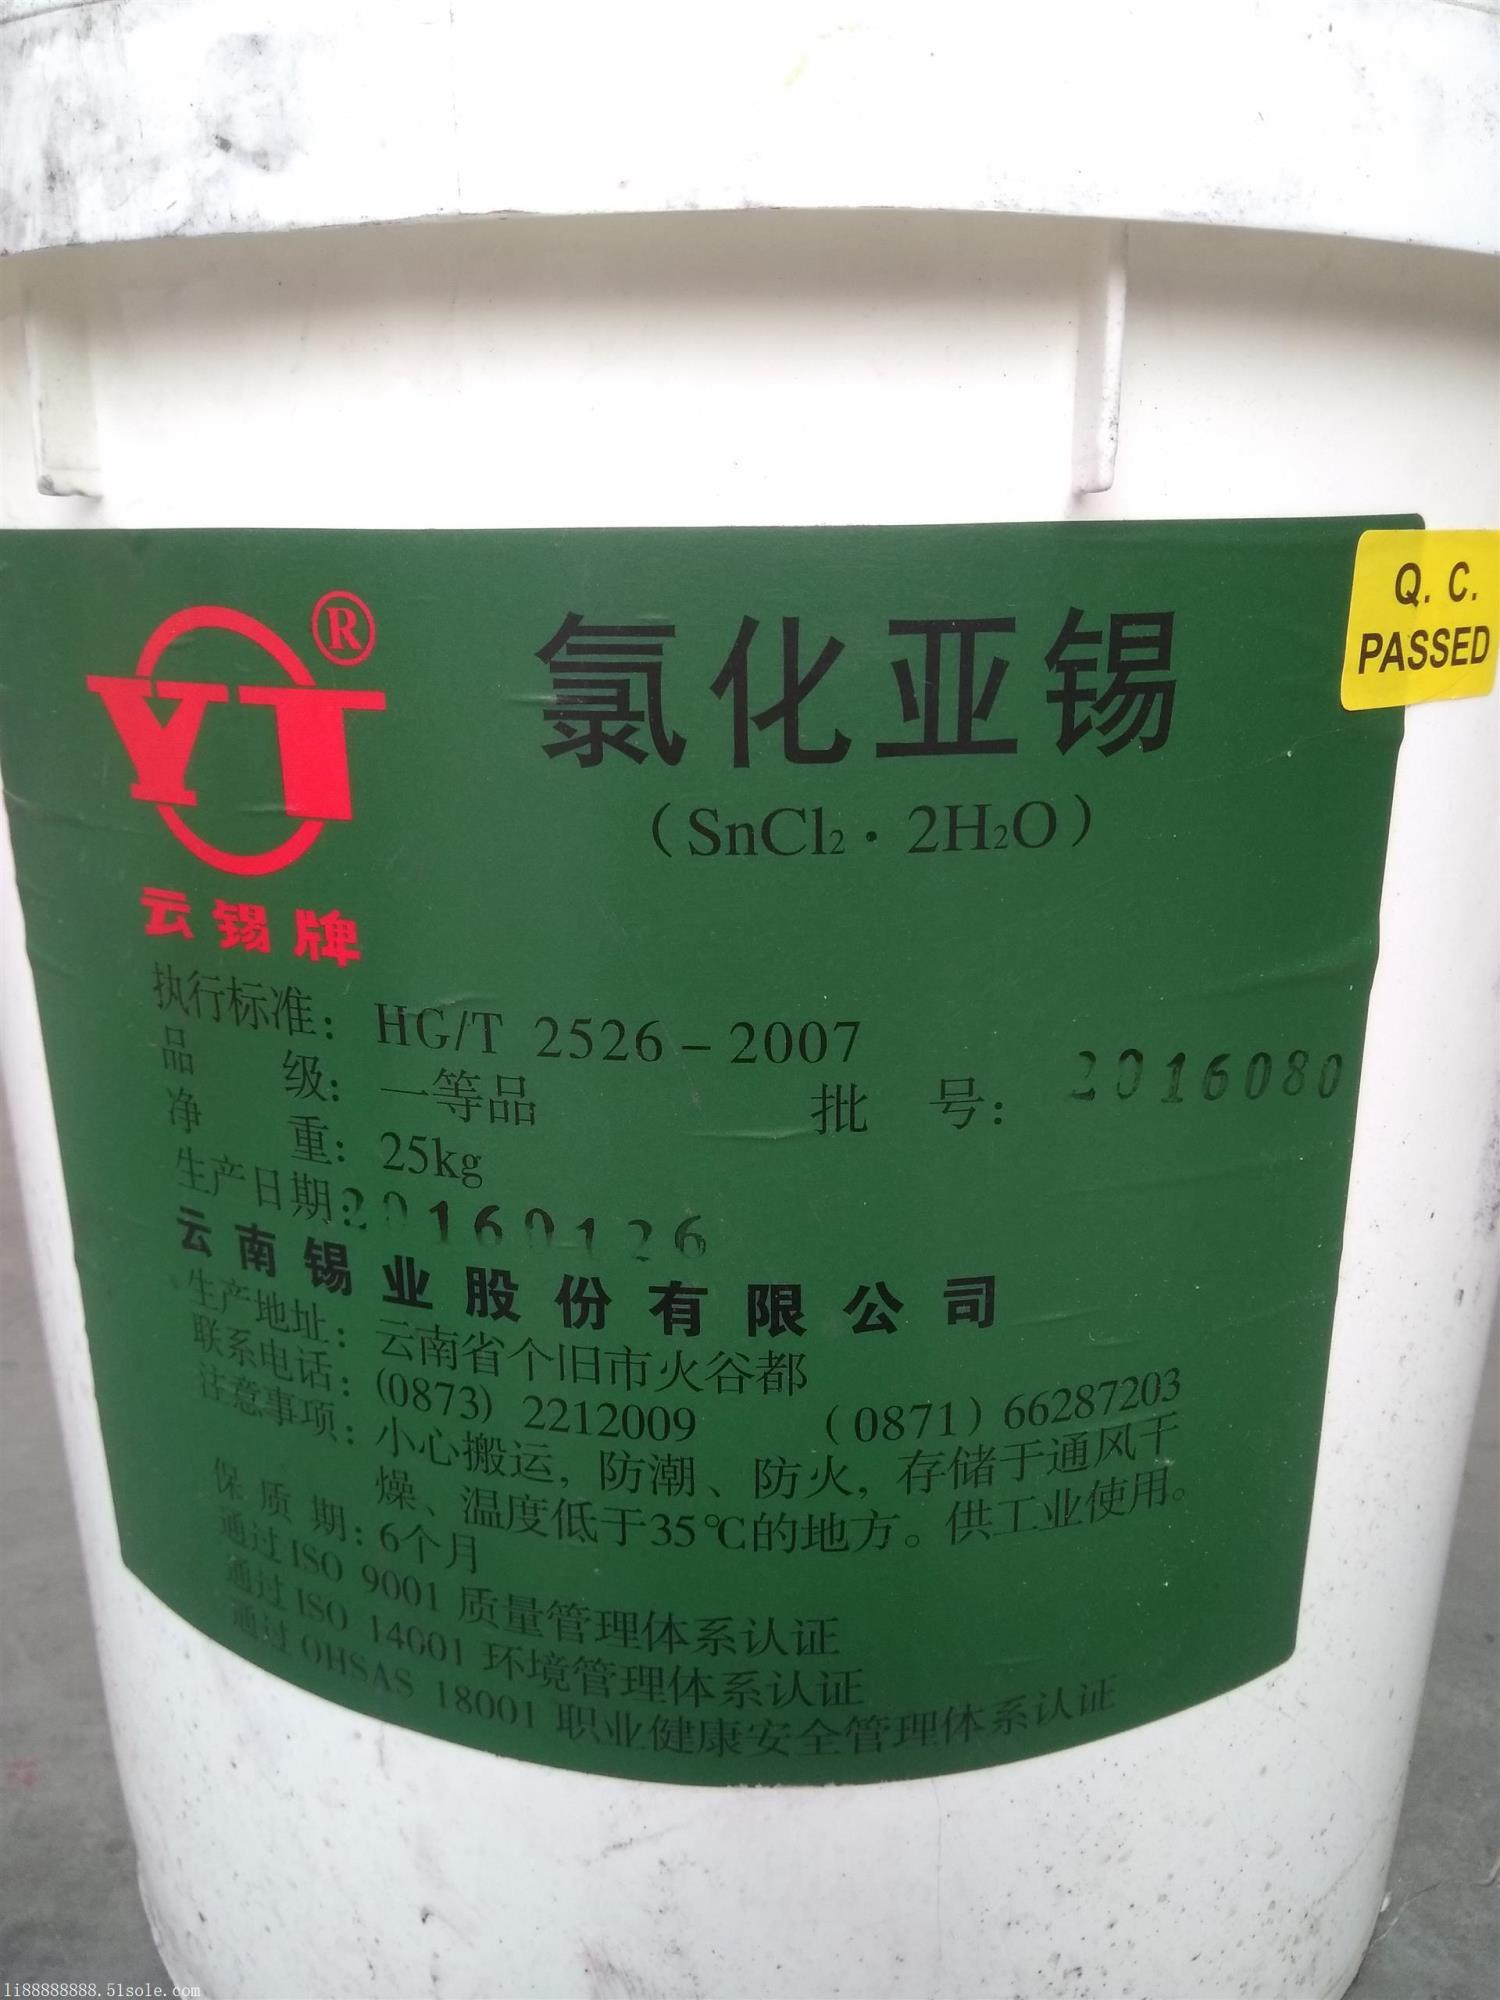 Q. C.
PASSED
YT®
云锡牌
氯化亚锡
（SnCl₂·2H₂O）
执行标准：HG/T 2526－2007
品级：一等品 批号：2016080
净重：25kg
生产日期：20160126
云南锡业股份有限公司
生产地址：云南省个旧市火谷都
联系电话：(0873) 2212009 （0871）66287203
注意事项：小心搬运，防潮、防火，存储于通风干
燥、温度低于35℃的地方。供工业使用。
保质期：6个月
通过ISO 9001 质量管理体系认证
通过ISO 14001 环境管理体系认证
通过OHSAS 18001 职业健康安全管理体系认证
li88888888.51sole.com